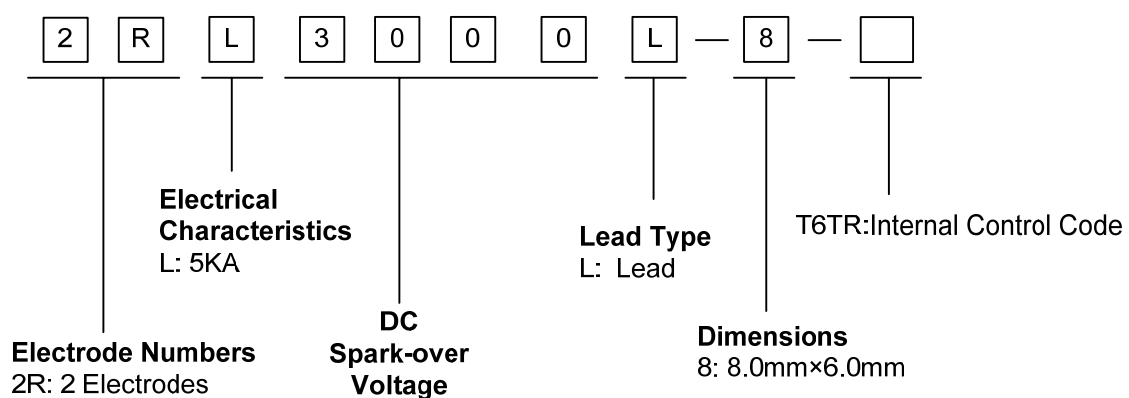 2 R L 3 0 0 0 L — 8 —
Electrical
Characteristics
L: 5KA
T6TR:Internal Control Code
Lead Type
L: Lead
DC
Spark-over
Voltage
Dimensions
8: 8.0mm×6.0mm
Electrode Numbers
2R: 2 Electrodes